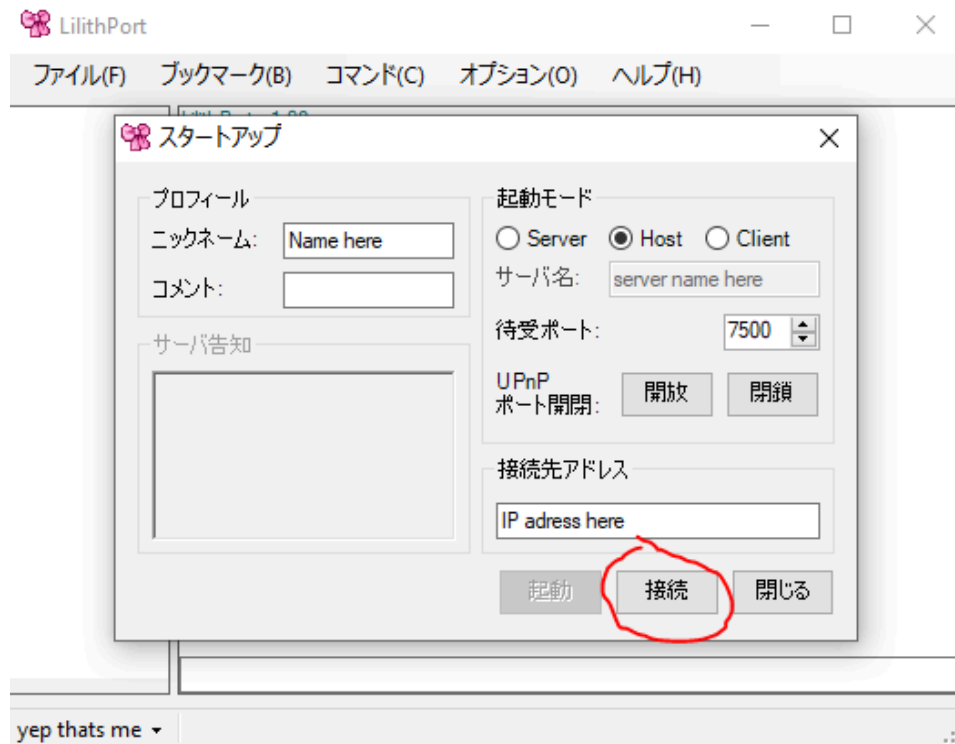 LilithPort
ファイル(F) ブックマーク(B) コマンド(C) オプション(O) ヘルプ(H)
スタートアップ
プロフィール
ニックネーム: Name here
コメント:
サーバ告知
起動モード
Server Host Client
サーバ名: server name here
待受ポート: 7500
UPnP
ポート開閉: 開放 閉鎖
接続先アドレス
IP adress here
起動 接続 閉じる
yep thats me